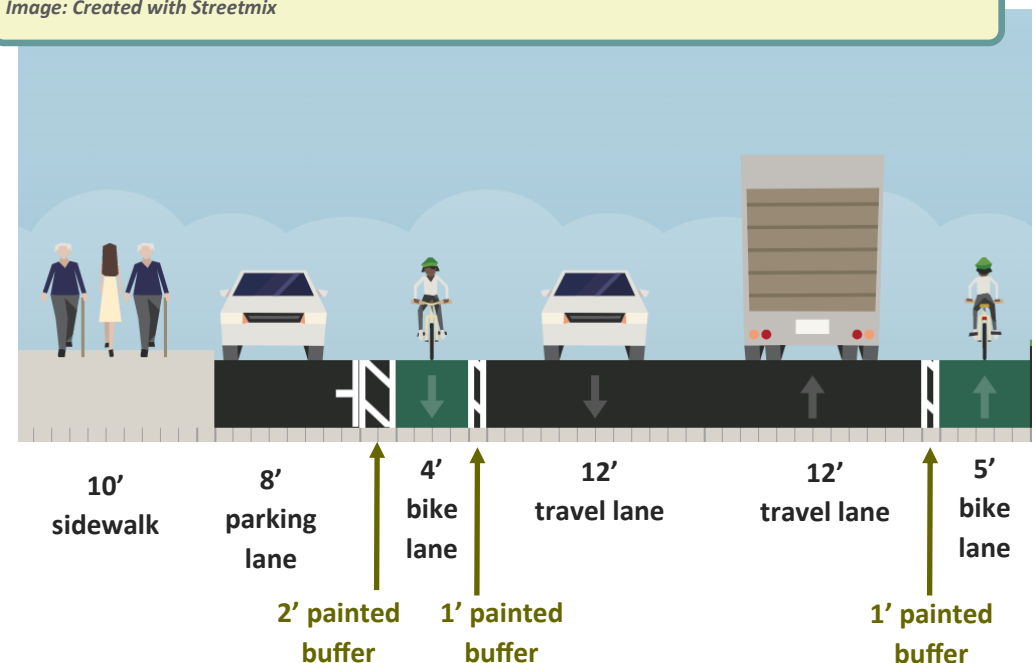 Image: Created with Streetmix
10’
sidewalk
8’
parking
lane
4’
bike
lane
12’
travel lane
12’
travel lane
5’
bike
lane
2’ painted
buffer
1’ painted
buffer
1’ painted
buffer